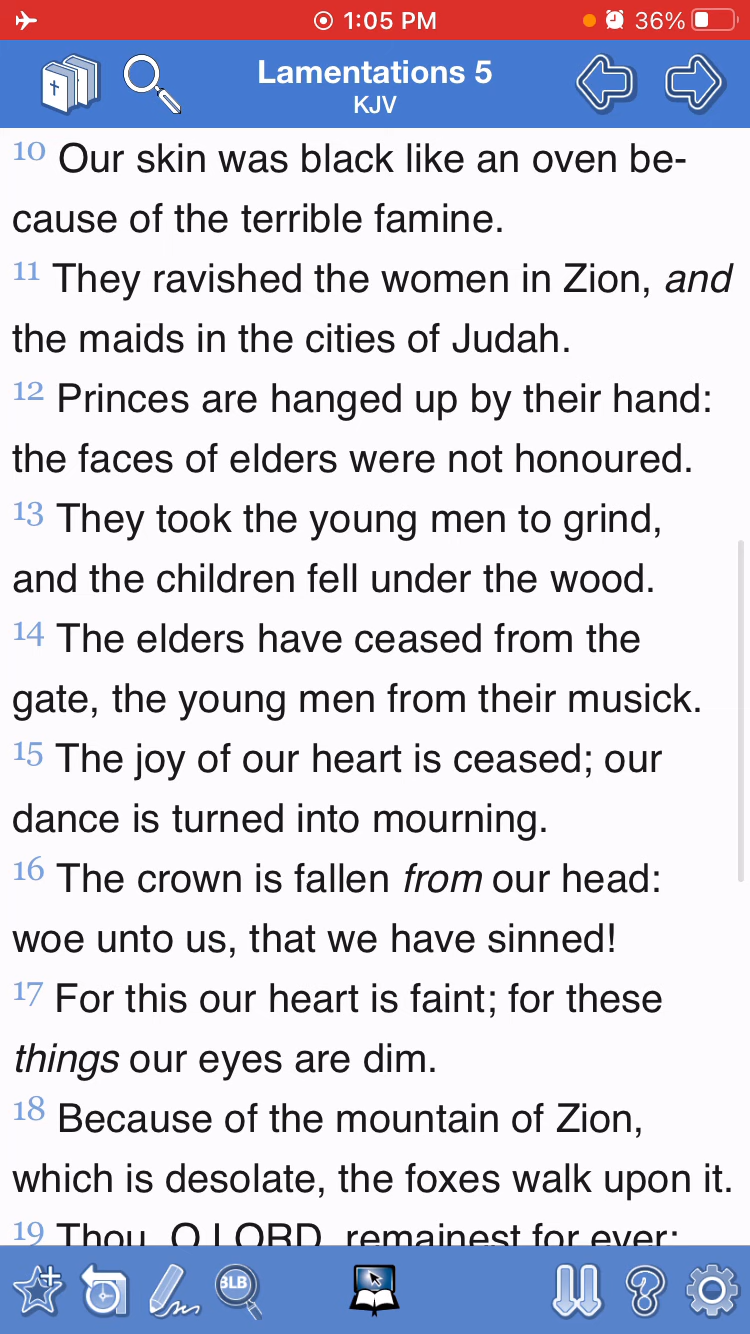 1:05 PM
36%
Lamentations 5
KJV
10 Our skin was black like an oven be-
cause of the terrible famine.
11 They ravished the women in Zion, and
the maids in the cities of Judah.
12 Princes are hanged up by their hand:
the faces of elders were not honoured.
13 They took the young men to grind,
and the children fell under the wood.
14 The elders have ceased from the
gate, the young men from their musick.
15 The joy of our heart is ceased; our
dance is turned into mourning.
16 The crown is fallen from our head:
woe unto us, that we have sinned!
17 For this our heart is faint; for these
things our eyes are dim.
18 Because of the mountain of Zion,
which is desolate, the foxes walk upon it.
19 Thou, O LORD, remainest for ever;
BLB